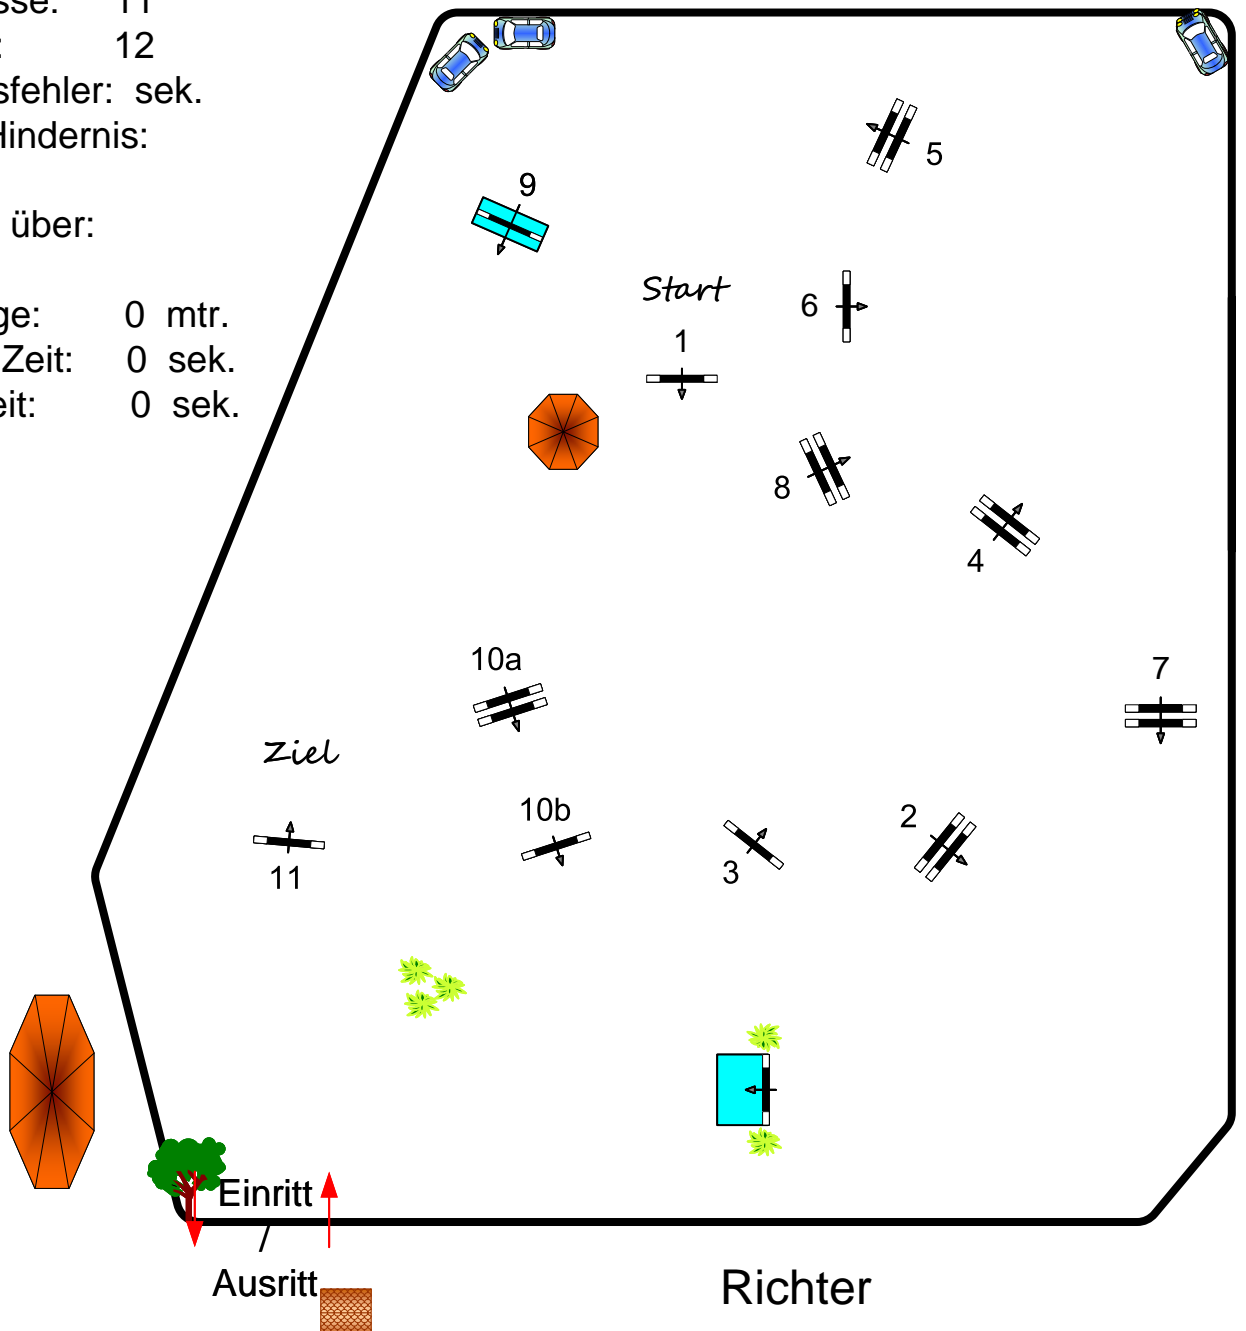 sse: 11
: 12
sfehler: sek.
Hindernis:
über:
ge: 0 mtr.
Zeit: 0 sek.
eit: 0 sek.
5
9
Start
6
1
8
4
10a
7
Ziel
10b
2
3
11
Einritt
Ausritt
Richter